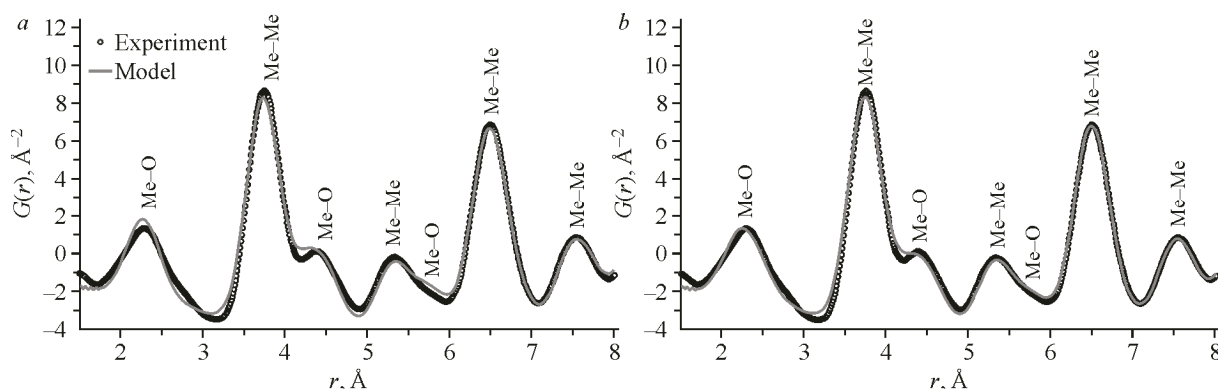 a
b
Experiment
Model
G(r), Å–2
12
10
8
6
4
2
0
–2
–4
Me–O
Me–Me
Me–O
Me–Me
Me–O
Me–Me
Me–Me
2
3
4
5
6
7
8
r, Å
G(r), Å–2
12
10
8
6
4
2
0
–2
–4
Me–O
Me–Me
Me–O
Me–Me
Me–O
Me–Me
Me–Me
2
3
4
5
6
7
8
r, Å